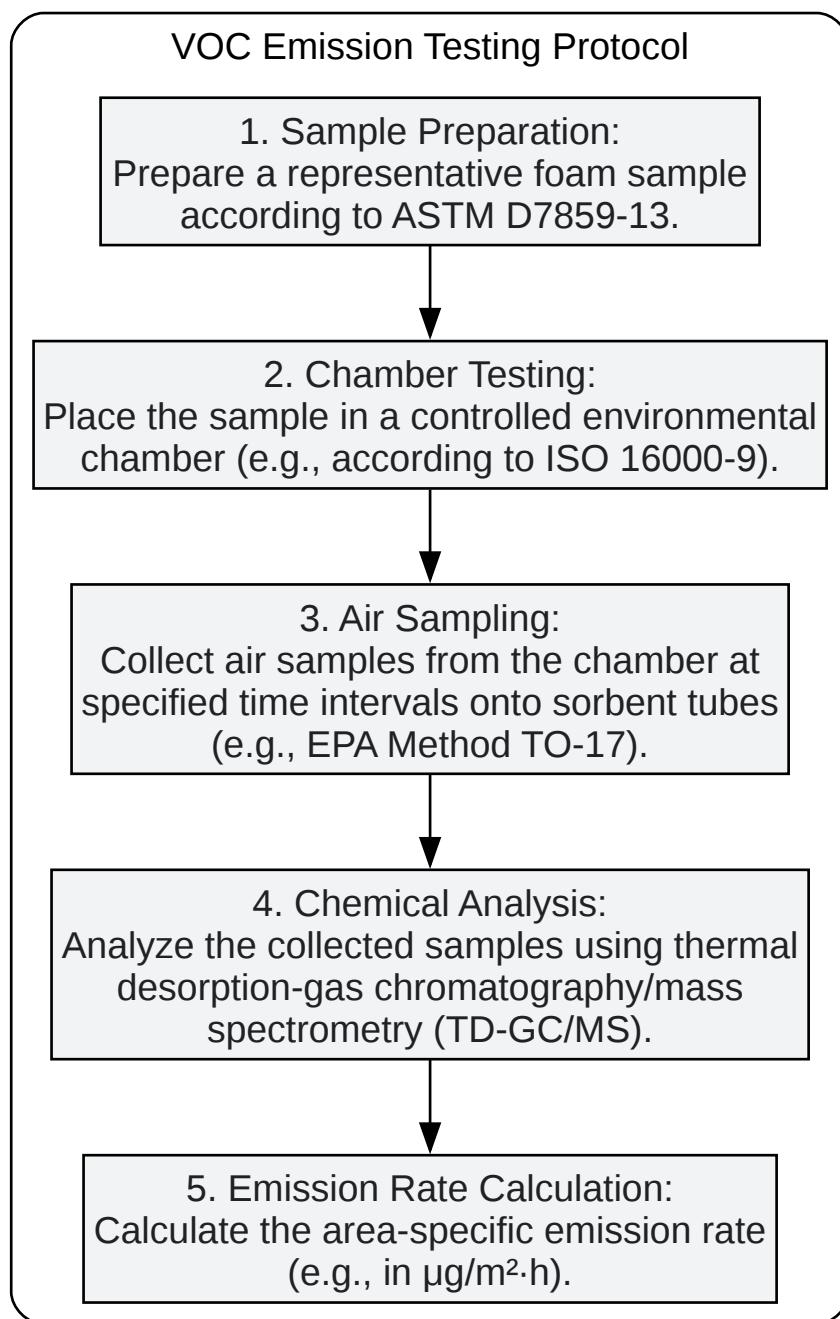 VOC Emission Testing Protocol
1. Sample Preparation:
Prepare a representative foam sample
according to ASTM D7859-13.
2. Chamber Testing:
Place the sample in a controlled environmental
chamber (e.g., according to ISO 16000-9).
3. Air Sampling:
Collect air samples from the chamber at
specified time intervals onto sorbent tubes
(e.g., EPA Method TO-17).
4. Chemical Analysis:
Analyze the collected samples using thermal
desorption-gas chromatography/mass
spectrometry (TD-GC/MS).
5. Emission Rate Calculation:
Calculate the area-specific emission rate
(e.g., in µg/m²·h).